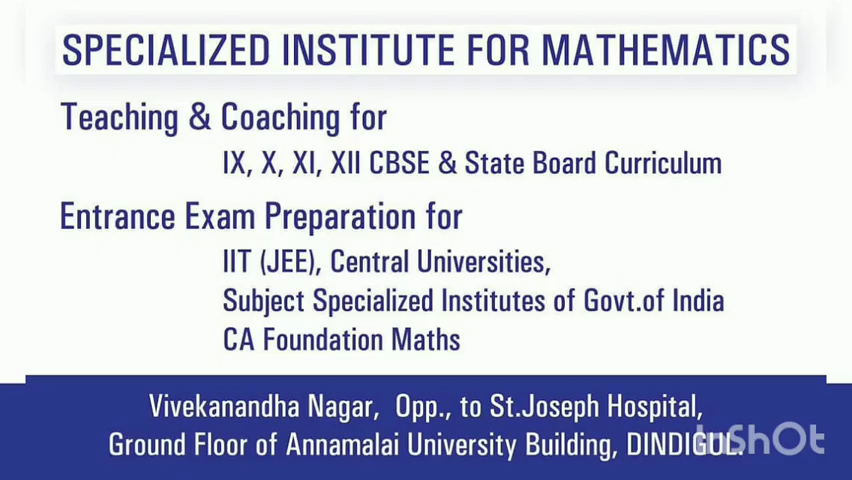 SPECIALIZED INSTITUTE FOR MATHEMATICS
Teaching & Coaching for
IX, X, XI, XII CBSE & State Board Curriculum
Entrance Exam Preparation for
IIT (JEE), Central Universities,
Subject Specialized Institutes of Govt.of India
CA Foundation Maths
Vivekanandha Nagar, Opp., to St.Joseph Hospital,
Ground Floor of Annamalai University Building, DINDIGUL.
InShOt